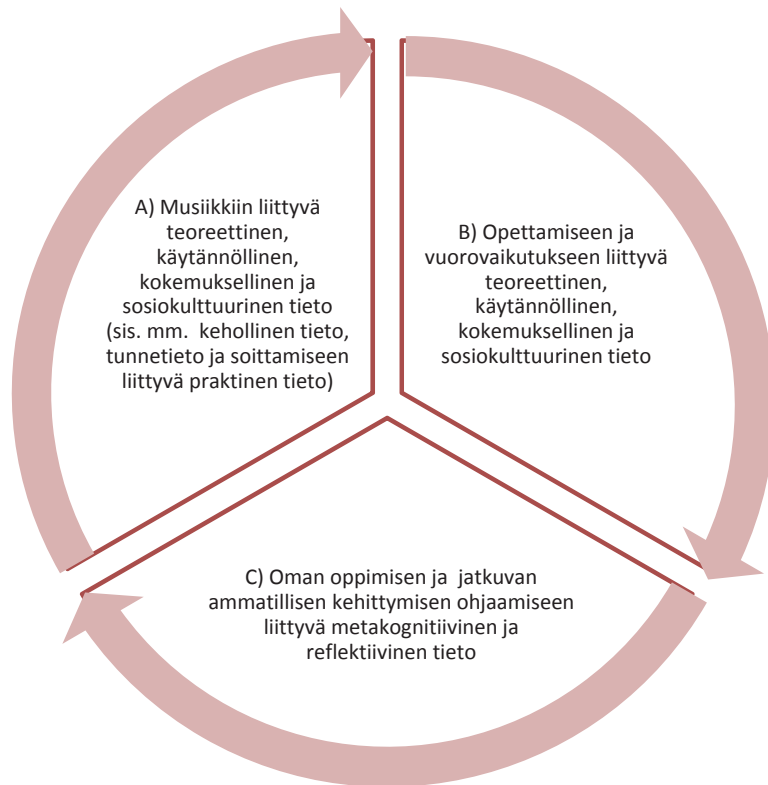 A) Musiikkiin liittyvä
teoreettinen,
käytännöllinen,
kokemuksellinen ja
sosiokulttuurinen tieto
(sis. mm. kehollinen tieto,
tunnetieto ja soittamiseen
liittyvä praktinen tieto)
B) Opettamiseen ja
vuorovaikutukseen liittyvä
teoreettinen,
käytännöllinen,
kokemuksellinen ja
sosiokulttuurinen tieto
C) Oman oppimisen ja jatkuvan
ammatillisen kehittymisen ohjaamiseen
liittyvä metakognitiivinen ja
reflektiivinen tieto